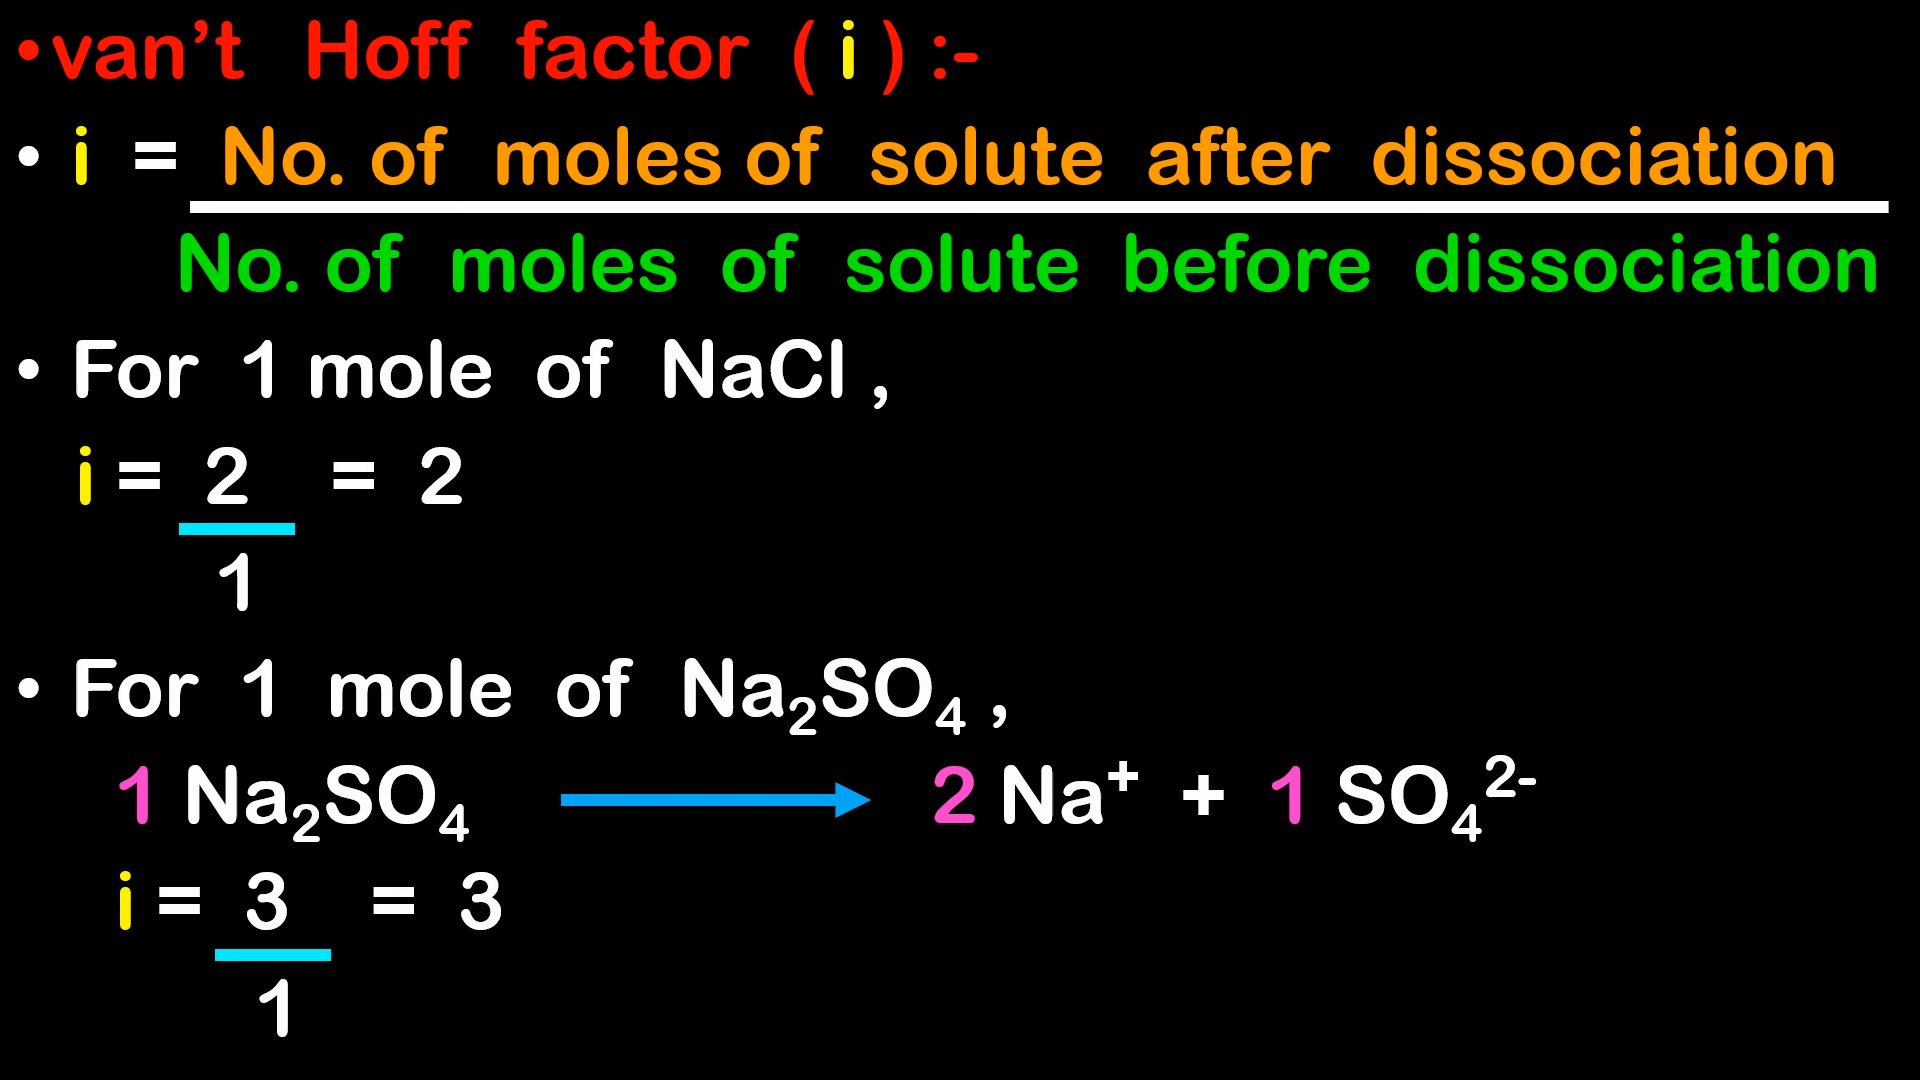 •van’t Hoff factor ( i ) :-
• i = No. of moles of solute after dissociation
No. of moles of solute before dissociation
• For 1 mole of NaCl ,
i = 2 = 2
1
• For 1 mole of Na₂SO₄ ,
1 Na₂SO₄ → 2 Na⁺ + 1 SO₄²⁻
i = 3 = 3
1